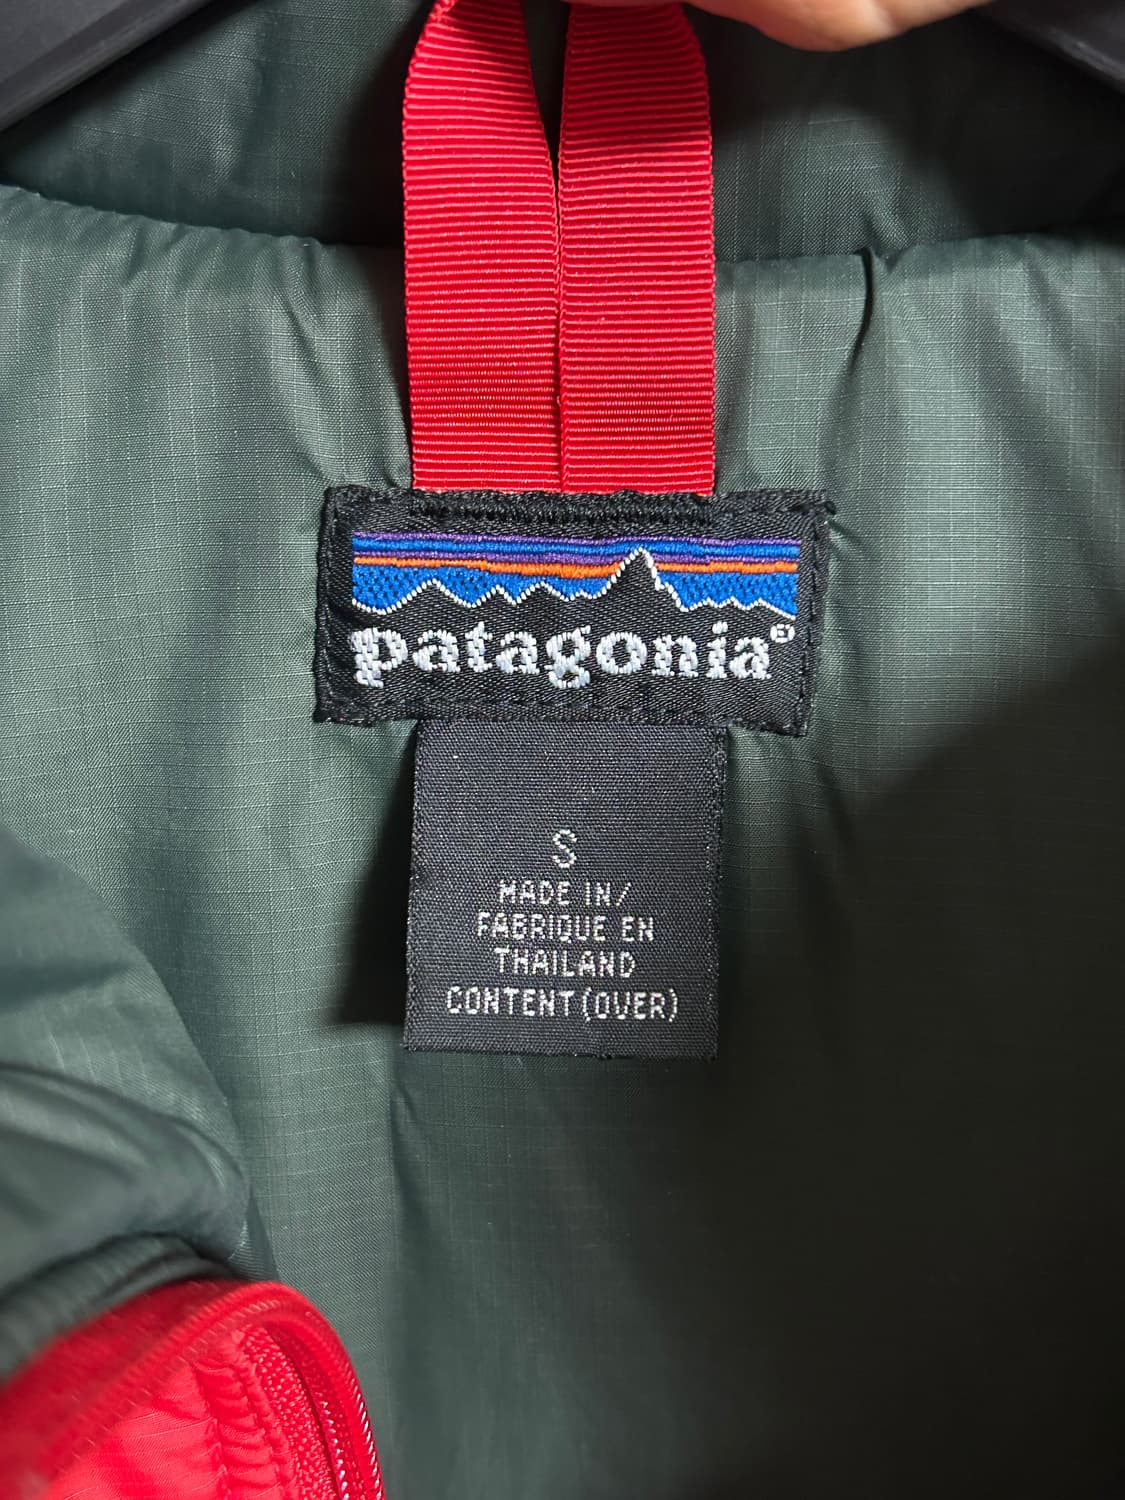 patagonia®
S
MADE IN/
FABRIQUE EN
THAILAND
CONTENT (OVER)